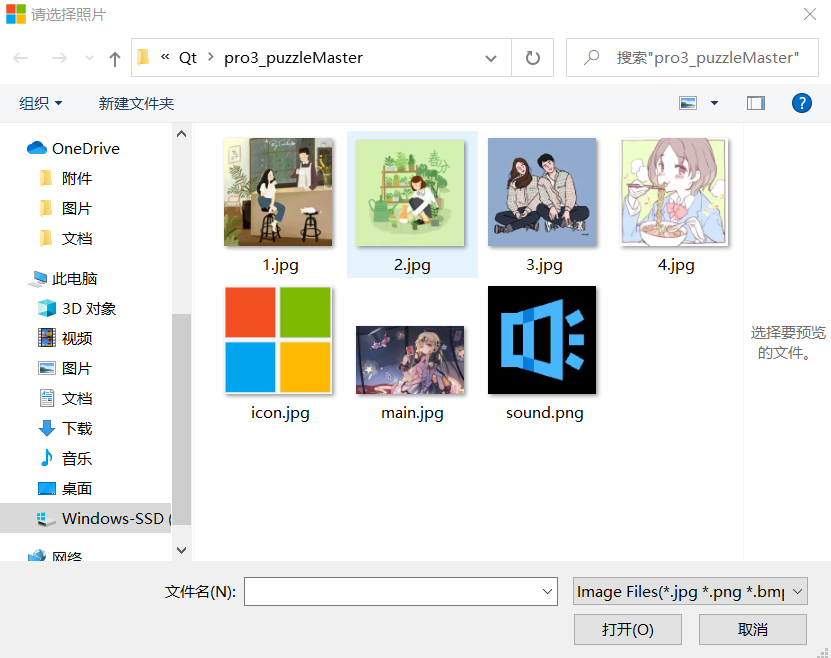 请选择照片
« Qt > pro3_puzzleMaster
搜索"pro3_puzzleMaster"
组织
新建文件夹
?
OneDrive
附件
图片
文档
此电脑
3D 对象
视频
图片
文档
下载
音乐
桌面
Windows-SSD (
网络
春分
1.jpg
2.jpg
3.jpg
4.jpg
icon.jpg
main.jpg
sound.png
选择要预览
的文件。
文件名(N):
Image Files(*.jpg *.png *.bmp
打开(O)
取消